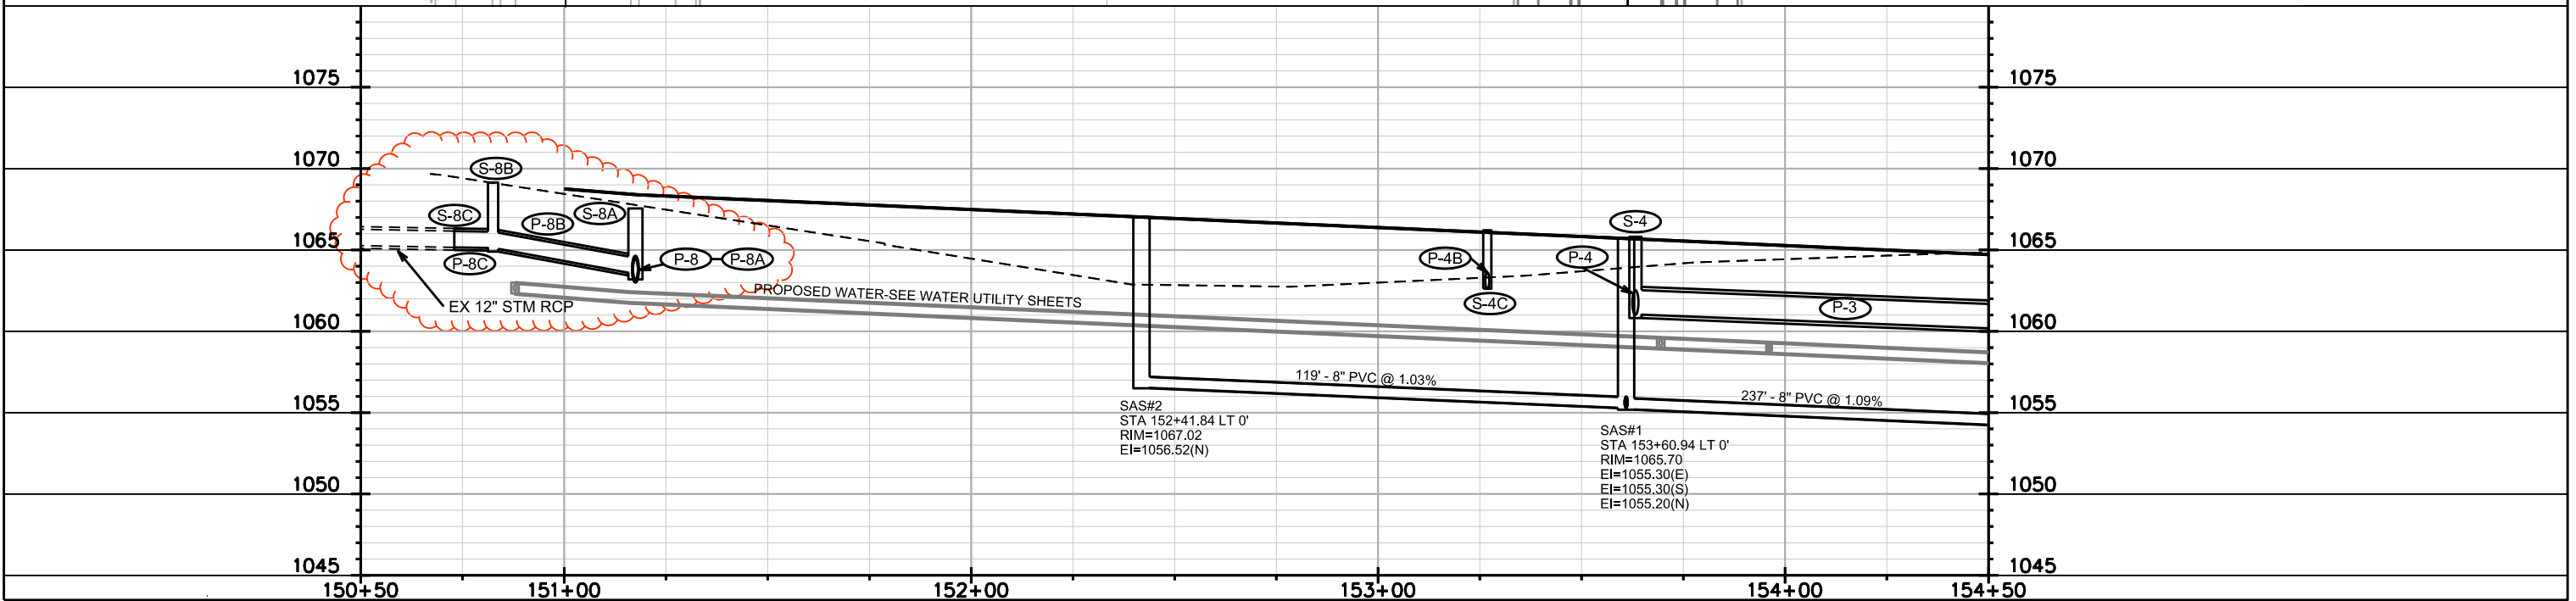 1075
1075
1070
1070
S-8B
S-8C
P-8B
S-8A
S-4
1065
1065
P-8C
P-8
P-8A
P-4B
P-4
EX 12" STM RCP
PROPOSED WATER-SEE WATER UTILITY SHEETS
S-4C
P-3
1060
1060
119' - 8" PVC @ 1.03%
237' - 8" PVC @ 1.09%
1055
1055
SAS#2
STA 152+41.84 LT 0'
RIM=1067.02
EI=1056.52(N)
SAS#1
STA 153+60.94 LT 0'
RIM=1065.70
EI=1055.30(E)
EI=1055.30(S)
EI=1055.20(N)
1050
1050
1045
1045
150+50
151+00
152+00
153+00
154+00
154+50